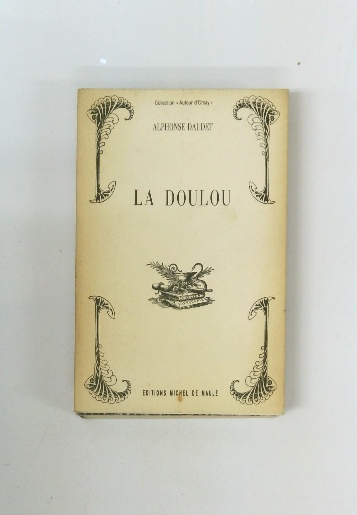 Collection « Autour d'Orsay »
ALPHONSE DAUDET
LA DOULOU
EDITIONS MICHEL DE MAULE